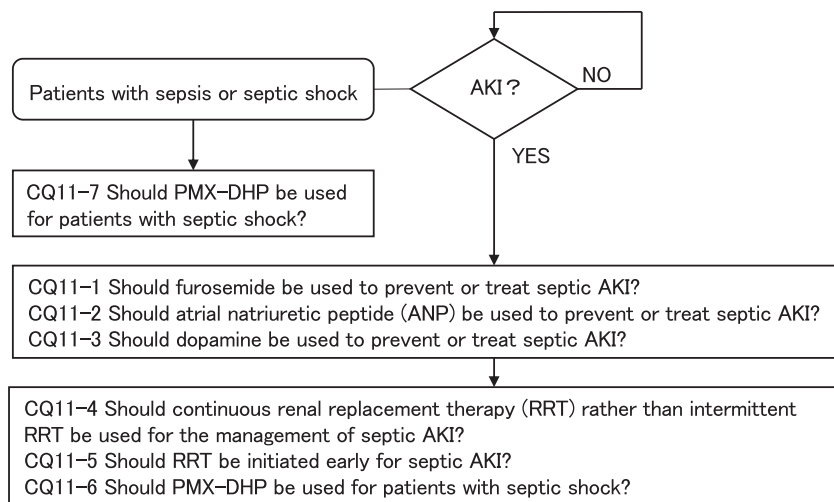 Patients with sepsis or septic shock
AKI？
NO
YES
CQ11-7 Should PMX-DHP be used
for patients with septic shock?
CQ11-1 Should furosemide be used to prevent or treat septic AKI?
CQ11-2 Should atrial natriuretic peptide (ANP) be used to prevent or treat septic AKI?
CQ11-3 Should dopamine be used to prevent or treat septic AKI?
CQ11-4 Should continuous renal replacement therapy (RRT) rather than intermittent
RRT be used for the management of septic AKI?
CQ11-5 Should RRT be initiated early for septic AKI?
CQ11-6 Should PMX-DHP be used for patients with septic shock?